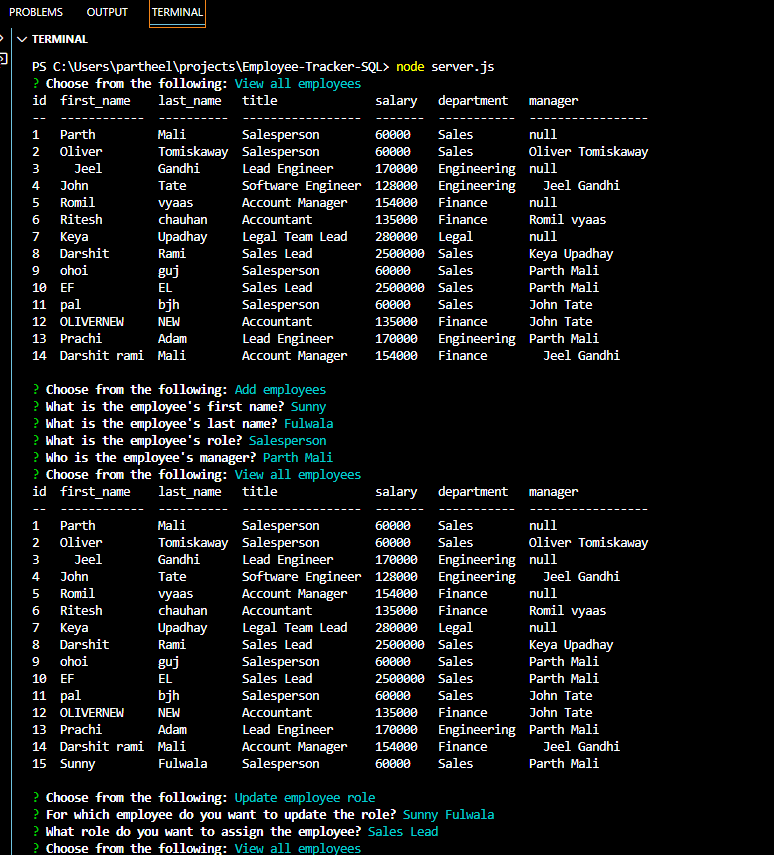 PROBLEMS OUTPUT TERMINAL
TERMINAL
PS C:\Users\partheel\projects\Employee-Tracker-SQL> node server.js
? Choose from the following: View all employees
id first_name last_name title salary department manager
-- ------------ ---------- ----------------- ------- ----------- -----------------
1 Parth Mali Salesperson 60000 Sales null
2 Oliver Tomiskaway Salesperson 60000 Sales Oliver Tomiskaway
3 Jeel Gandhi Lead Engineer 170000 Engineering null
4 John Tate Software Engineer 128000 Engineering Jeel Gandhi
5 Romil vyaas Account Manager 154000 Finance null
6 Ritesh chauhan Accountant 135000 Finance Romil vyaas
7 Keya Upadhay Legal Team Lead 280000 Legal null
8 Darshit Rami Sales Lead 2500000 Sales Keya Upadhay
9 ohoi guj Salesperson 60000 Sales Parth Mali
10 EF EL Sales Lead 2500000 Sales Parth Mali
11 pal bjh Salesperson 60000 Sales John Tate
12 OLIVERNEW NEW Accountant 135000 Finance John Tate
13 Prachi Adam Lead Engineer 170000 Engineering Parth Mali
14 Darshit rami Mali Account Manager 154000 Finance Jeel Gandhi
? Choose from the following: Add employees
? What is the employee's first name? Sunny
? What is the employee's last name? Fulwala
? What is the employee's role? Salesperson
? Who is the employee's manager? Parth Mali
? Choose from the following: View all employees
id first_name last_name title salary department manager
-- ------------ ---------- ----------------- ------- ----------- -----------------
1 Parth Mali Salesperson 60000 Sales null
2 Oliver Tomiskaway Salesperson 60000 Sales Oliver Tomiskaway
3 Jeel Gandhi Lead Engineer 170000 Engineering null
4 John Tate Software Engineer 128000 Engineering Jeel Gandhi
5 Romil vyaas Account Manager 154000 Finance null
6 Ritesh chauhan Accountant 135000 Finance Romil vyaas
7 Keya Upadhay Legal Team Lead 280000 Legal null
8 Darshit Rami Sales Lead 2500000 Sales Keya Upadhay
9 ohoi guj Salesperson 60000 Sales Parth Mali
10 EF EL Sales Lead 2500000 Sales Parth Mali
11 pal bjh Salesperson 60000 Sales John Tate
12 OLIVERNEW NEW Accountant 135000 Finance John Tate
13 Prachi Adam Lead Engineer 170000 Engineering Parth Mali
14 Darshit rami Mali Account Manager 154000 Finance Jeel Gandhi
15 Sunny Fulwala Salesperson 60000 Sales Parth Mali
? Choose from the following: Update employee role
? For which employee do you want to update the role? Sunny Fulwala
? What role do you want to assign the employee? Sales Lead
? Choose from the following: View all employees